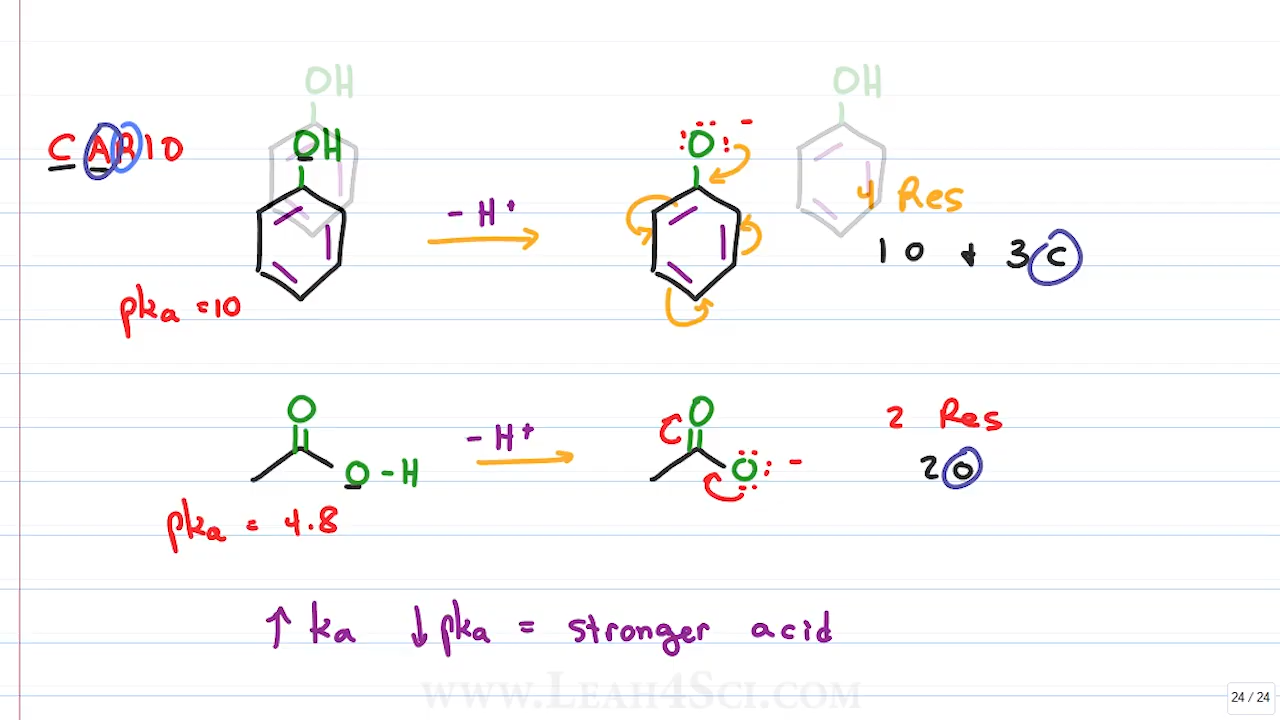 OH
OH
CARIO
OH
:O: -
- H+
4 Res
1 O + 3 C
pka = 10
O
O
- H+
2 Res
O - H
O: -
2 O
pka = 4.8
↑ ka ↓ pka = stronger acid
www.Leah4Sci.com
24 / 24